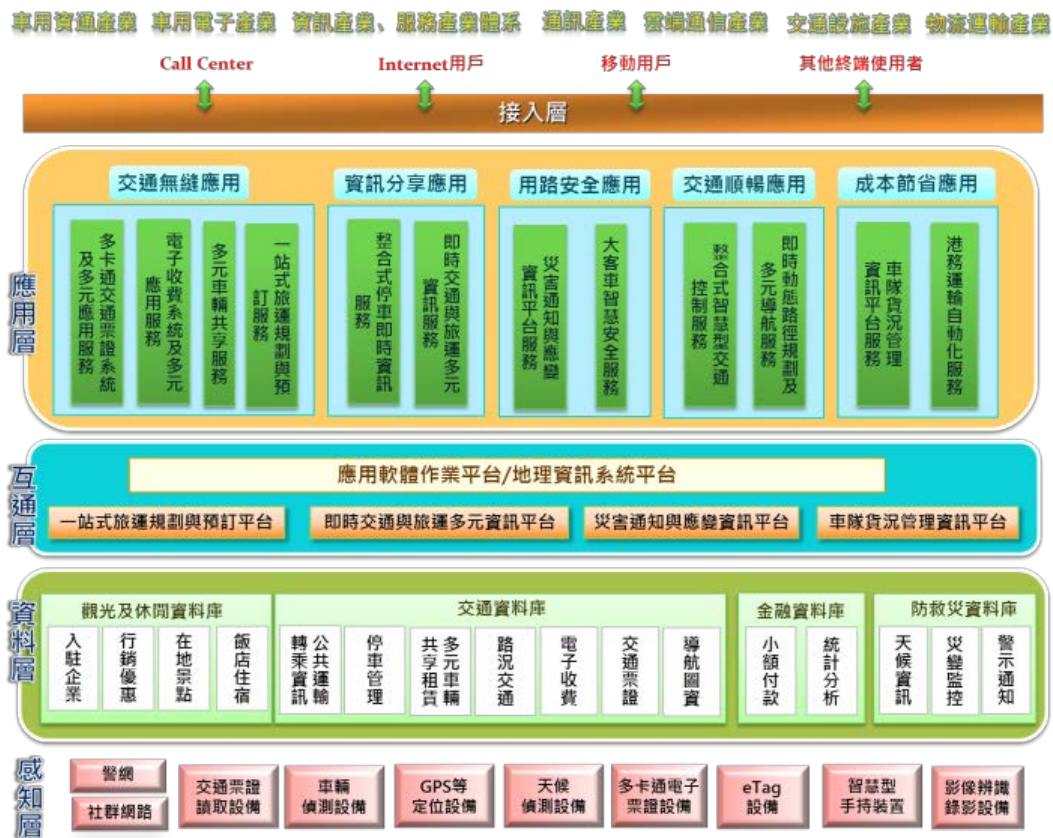 車用資通產業 車用電子產業 資訊產業、服務產業體系 通訊產業 雲端通信產業 交通設施產業 物流運輸產業
Call Center Internet用戶 移動用戶 其他終端使用者
接入層
應用層
交通無縫應用
多卡通交通票證系統
及多元應用服務
電子收費系統及多元
應用服務
多元車輛共享服務
一站式旅運規劃與預
訂服務
資訊分享應用
整合式停車即時資訊
服務
即時交通與旅運多元
資訊服務
用路安全應用
災害通知與應變
資訊平台服務
大客車智慧安全服務
交通順暢應用
整合式智慧型交通
控制服務
即時動態路徑規劃及
多元導航服務
成本節省應用
車隊貨況管理
資訊平台服務
港務運輸自動化服務
互通層
應用軟體作業平台/地理資訊系統平台
一站式旅運規劃與預訂平台
即時交通與旅運多元資訊平台
災害通知與應變資訊平台
車隊貨況管理資訊平台
資料層
觀光及休閒資料庫
入駐企業
行銷優惠
在地景點
飯店住宿
交通資料庫
公共運輸
轉乘資訊
停車管理
多元車輛
共享租賃
路況交通
電子收費
交通票證
導航圖資
金融資料庫
小額付款
統計分析
防救災資料庫
天候資訊
災變監控
警示通知
感知層
警網
社群網路
交通票證
讀取設備
車輛
偵測設備
GPS等
定位設備
天候
偵測設備
多卡通電子
票證設備
eTag
設備
智慧型
手持裝置
影像辨識
錄影設備